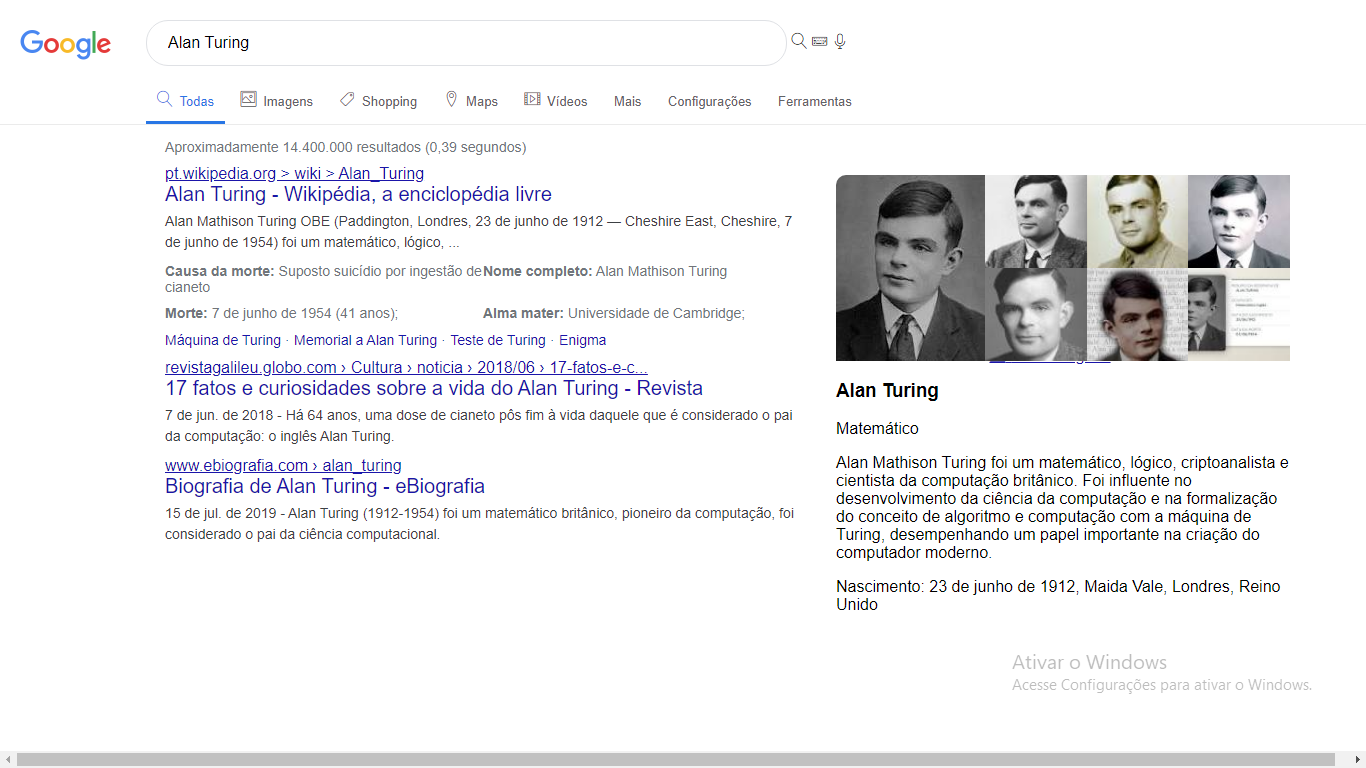 Google
Alan Turing
Todas Imagens Shopping Maps Vídeos Mais Configurações Ferramentas
Aproximadamente 14.400.000 resultados (0,39 segundos)
pt.wikipedia.org > wiki > Alan_Turing
Alan Turing - Wikipédia, a enciclopédia livre
Alan Mathison Turing OBE (Paddington, Londres, 23 de junho de 1912 — Cheshire East, Cheshire, 7
de junho de 1954) foi um matemático, lógico, ...
Causa da morte: Suposto suicídio por ingestão de
cianeto
Nome completo: Alan Mathison Turing
Morte: 7 de junho de 1954 (41 anos);
Alma mater: Universidade de Cambridge;
Máquina de Turing · Memorial a Alan Turing · Teste de Turing · Enigma
revistagalileu.globo.com › Cultura › noticia › 2018/06 › 17-fatos-e-c...
17 fatos e curiosidades sobre a vida do Alan Turing - Revista
7 de jun. de 2018 - Há 64 anos, uma dose de cianeto pôs fim à vida daquele que é considerado o pai
da computação: o inglês Alan Turing.
www.ebiografia.com › alan_turing
Biografia de Alan Turing - eBiografia
15 de jul. de 2019 - Alan Turing (1912-1954) foi um matemático britânico, pioneiro da computação, foi
considerado o pai da ciência computacional.
Alan Turing
Matemático
Alan Mathison Turing foi um matemático, lógico, criptoanalista e
cientista da computação britânico. Foi influente no
desenvolvimento da ciência da computação e na formalização
do conceito de algoritmo e computação com a máquina de
Turing, desempenhando um papel importante na criação do
computador moderno.
Nascimento: 23 de junho de 1912, Maida Vale, Londres, Reino
Unido
Ativar o Windows
Acesse Configurações para ativar o Windows.